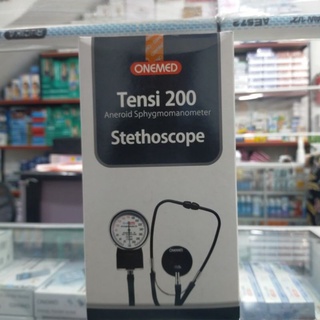 ONEMED
Tensi 200
Aneroid Sphygmomanometer
Stethoscope